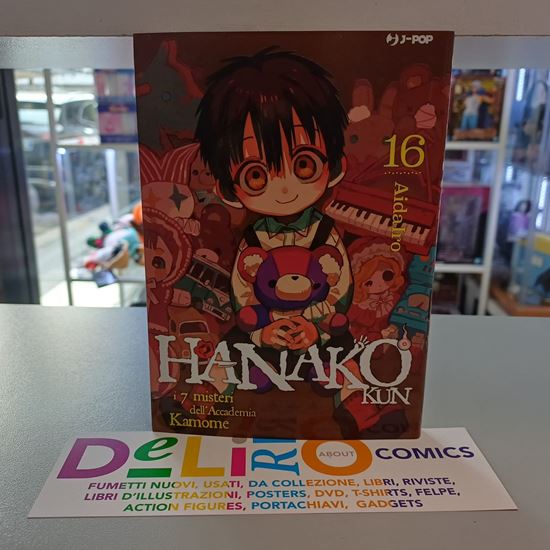 J-POP
16
AidaIro
HANAKO
KUN
i 7 misteri
dell'Accademia
Kamome
DeLiRiO
ABOUT
COMICS
FUMETTI NUOVI, USATI, DA COLLEZIONE, LIBRI, RIVISTE,
LIBRI D'ILLUSTRAZIONI, POSTERS, DVD, T-SHIRTS, FELPE,
ACTION FIGURES, PORTACHIAVI, GADGETS